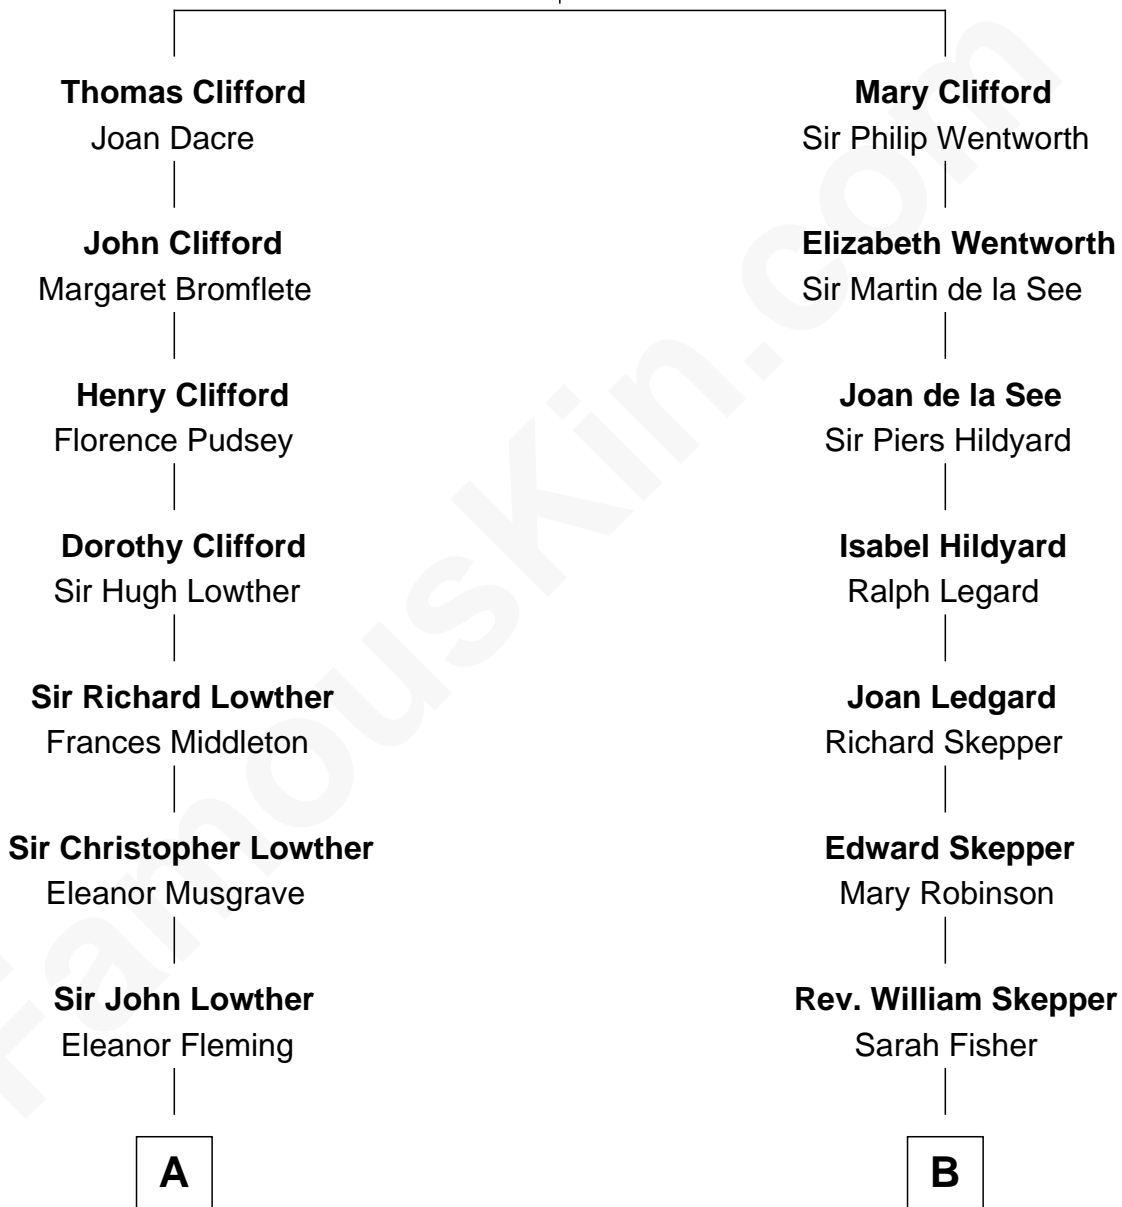 Thomas Clifford
Joan Dacre
John Clifford
Margaret Bromflete
Henry Clifford
Florence Pudsey
Dorothy Clifford
Sir Hugh Lowther
Sir Richard Lowther
Frances Middleton
Sir Christopher Lowther
Eleanor Musgrave
Sir John Lowther
Eleanor Fleming
A
Mary Clifford
Sir Philip Wentworth
Elizabeth Wentworth
Sir Martin de la See
Joan de la See
Sir Piers Hildyard
Isabel Hildyard
Ralph Legard
Joan Ledgard
Richard Skepper
Edward Skepper
Mary Robinson
Rev. William Skepper
Sarah Fisher
B
FamousKin.com